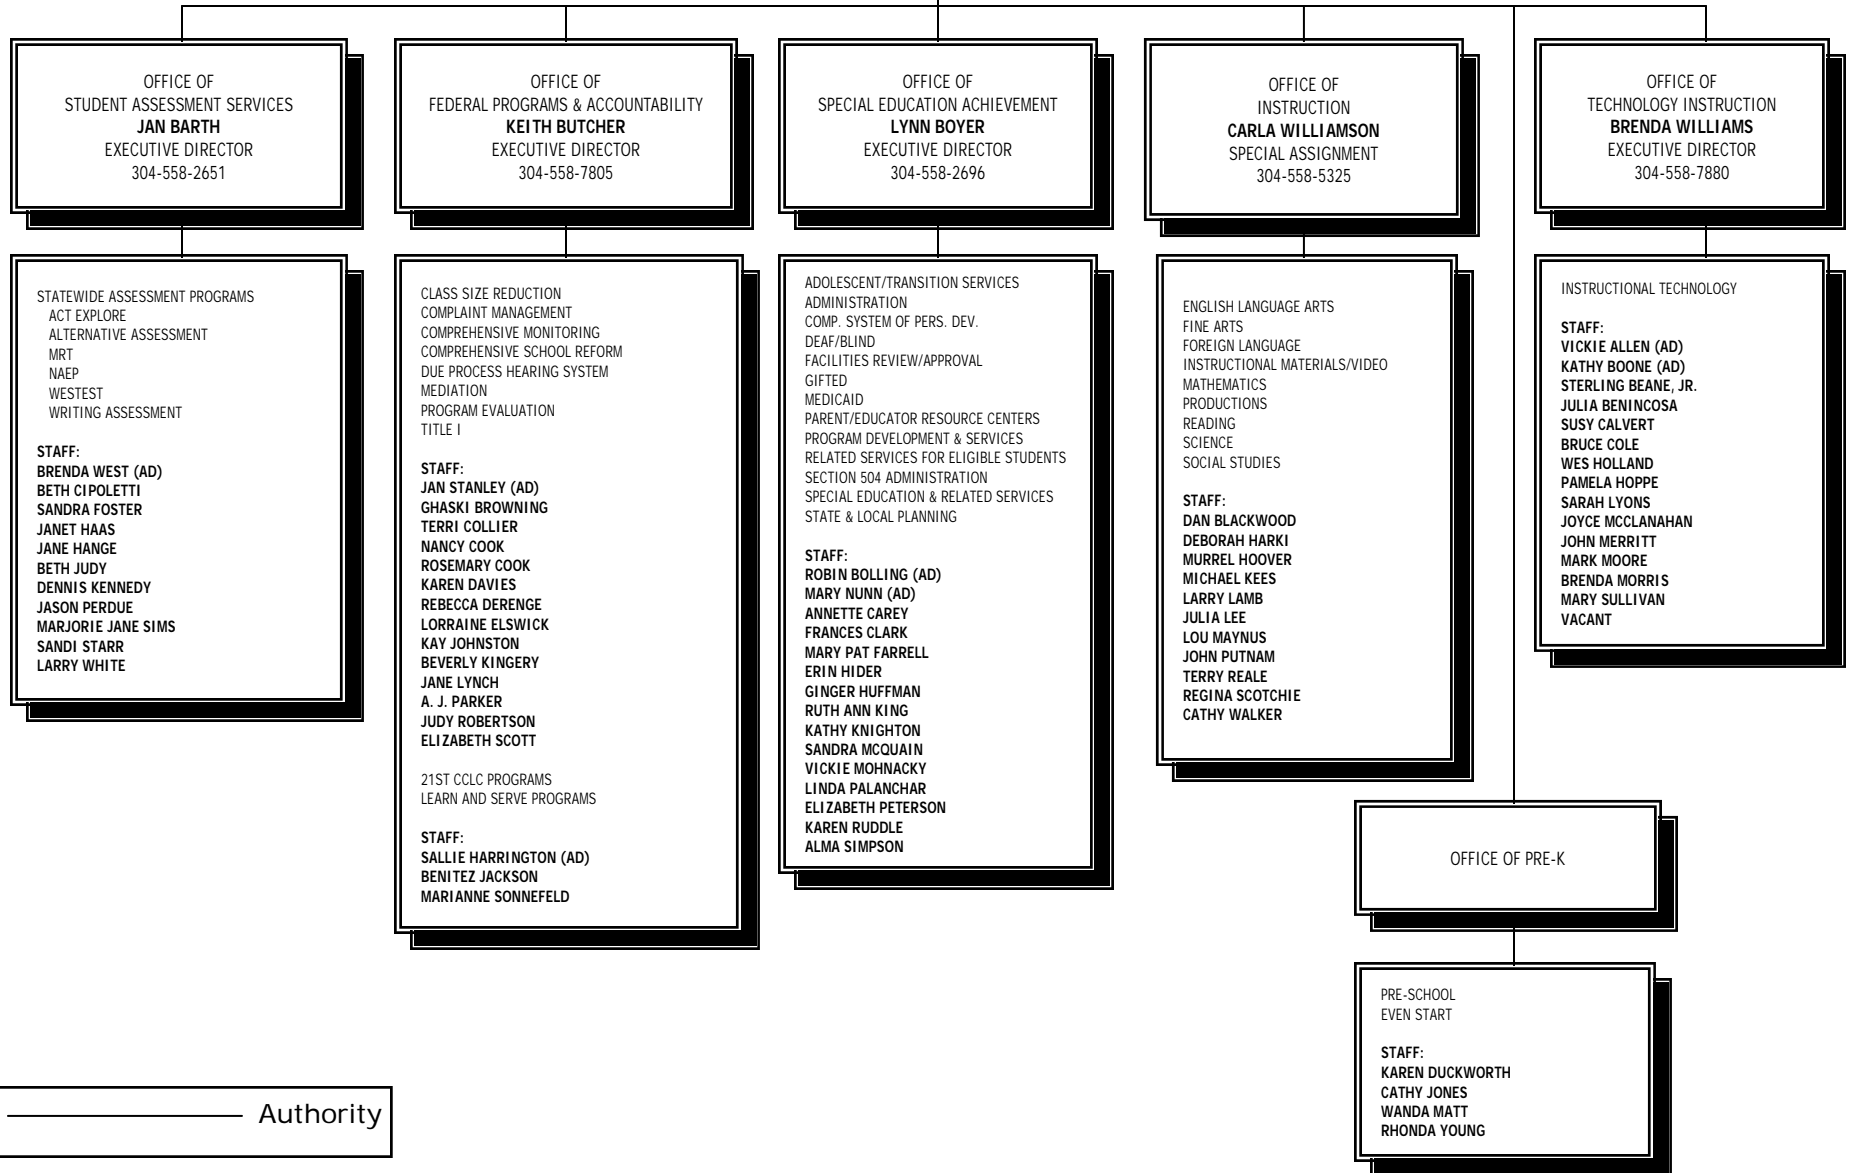 OFFICE OF
STUDENT ASSESSMENT SERVICES
JAN BARTH
EXECUTIVE DIRECTOR
304-558-2651
OFFICE OF
FEDERAL PROGRAMS & ACCOUNTABILITY
KEITH BUTCHER
EXECUTIVE DIRECTOR
304-558-7805
OFFICE OF
SPECIAL EDUCATION ACHIEVEMENT
LYNN BOYER
EXECUTIVE DIRECTOR
304-558-2696
OFFICE OF
INSTRUCTION
CARLA WILLIAMSON
SPECIAL ASSIGNMENT
304-558-5325
OFFICE OF
TECHNOLOGY INSTRUCTION
BRENDA WILLIAMS
EXECUTIVE DIRECTOR
304-558-7880
STATEWIDE ASSESSMENT PROGRAMS
ACT EXPLORE
ALTERNATIVE ASSESSMENT
MRT
NAEP
WESTEST
WRITING ASSESSMENT
STAFF:
BRENDA WEST (AD)
BETH CIPOLETTI
SANDRA FOSTER
JANET HAAS
JANE HANGE
BETH JUDY
DENNIS KENNEDY
JASON PERDUE
MARJORIE JANE SIMS
SANDI STARR
LARRY WHITE
CLASS SIZE REDUCTION
COMPLAINT MANAGEMENT
COMPREHENSIVE MONITORING
COMPREHENSIVE SCHOOL REFORM
DUE PROCESS HEARING SYSTEM
MEDIATION
PROGRAM EVALUATION
TITLE I
STAFF:
JAN STANLEY (AD)
GHASKI BROWNING
TERRI COLLIER
NANCY COOK
ROSEMARY COOK
KAREN DAVIES
REBECCA DERENGE
LORRAINE ELSWICK
KAY JOHNSTON
BEVERLY KINGERY
JANE LYNCH
A. J. PARKER
JUDY ROBERTSON
ELIZABETH SCOTT
21ST CCLC PROGRAMS
LEARN AND SERVE PROGRAMS
STAFF:
SALLIE HARRINGTON (AD)
BENITEZ JACKSON
MARIANNE SONNEFELD
ADOLESCENT/TRANSITION SERVICES
ADMINISTRATION
COMP. SYSTEM OF PERS. DEV.
DEAF/BLIND
FACILITIES REVIEW/APPROVAL
GIFTED
MEDICAID
PARENT/EDUCATOR RESOURCE CENTERS
PROGRAM DEVELOPMENT & SERVICES
RELATED SERVICES FOR ELIGIBLE STUDENTS
SECTION 504 ADMINISTRATION
SPECIAL EDUCATION & RELATED SERVICES
STATE & LOCAL PLANNING
STAFF:
ROBIN BOLLING (AD)
MARY NUNN (AD)
ANNETTE CAREY
FRANCES CLARK
MARY PAT FARRELL
ERIN HIDER
GINGER HUFFMAN
RUTH ANN KING
KATHY KNIGHTON
SANDRA MCQUAIN
VICKIE MOHNACKY
LINDA PALANCHAR
ELIZABETH PETERSON
KAREN RUDDLE
ALMA SIMPSON
ENGLISH LANGUAGE ARTS
FINE ARTS
FOREIGN LANGUAGE
INSTRUCTIONAL MATERIALS/VIDEO
MATHEMATICS
PRODUCTIONS
READING
SCIENCE
SOCIAL STUDIES
STAFF:
DAN BLACKWOOD
DEBORAH HARKI
MURREL HOOVER
MICHAEL KEES
LARRY LAMB
JULIA LEE
LOU MAYNUS
JOHN PUTNAM
TERRY REALE
REGINA SCOTCHIE
CATHY WALKER
INSTRUCTIONAL TECHNOLOGY
STAFF:
VICKIE ALLEN (AD)
KATHY BOONE (AD)
STERLING BEANE, JR.
JULIA BENINCOSA
SUSY CALVERT
BRUCE COLE
WES HOLLAND
PAMELA HOPPE
SARAH LYONS
JOYCE MCCLANAHAN
JOHN MERRITT
MARK MOORE
BRENDA MORRIS
MARY SULLIVAN
VACANT
OFFICE OF PRE-K
PRE-SCHOOL
EVEN START
STAFF:
KAREN DUCKWORTH
CATHY JONES
WANDA MATT
RHONDA YOUNG
Authority